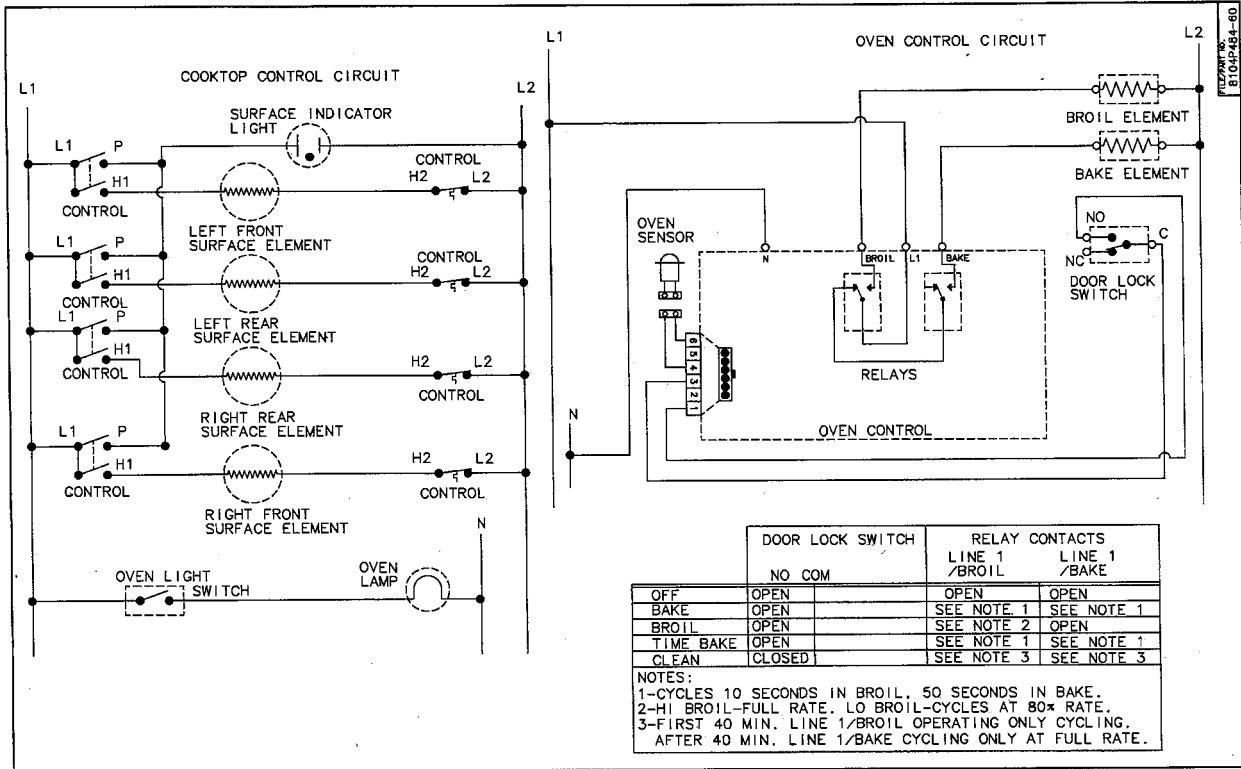 FILE/PART NO.
8104P484-60
COOKTOP CONTROL CIRCUIT
L1
L2
SURFACE INDICATOR
LIGHT
L1
P
H1
CONTROL
CONTROL
H2
L2
LEFT FRONT
SURFACE ELEMENT
L1
P
H1
CONTROL
CONTROL
H2
L2
LEFT REAR
SURFACE ELEMENT
L1
P
H1
CONTROL
H2
L2
CONTROL
RIGHT REAR
SURFACE ELEMENT
L1
P
H1
CONTROL
H2
L2
CONTROL
RIGHT FRONT
SURFACE ELEMENT
N
OVEN LIGHT
SWITCH
OVEN
LAMP
OVEN CONTROL CIRCUIT
L1
L2
BROIL ELEMENT
BAKE ELEMENT
NO
C
NC
DOOR LOCK
SWITCH
OVEN
SENSOR
N
BROIL
L1
BAKE
6
5
4
3
2
1
RELAYS
OVEN CONTROL
N
DOOR LOCK SWITCH
RELAY CONTACTS
NO COM
LINE 1 LINE 1
/BROIL /BAKE
OFF OPEN OPEN OPEN
BAKE OPEN SEE NOTE 1 SEE NOTE 1
BROIL OPEN SEE NOTE 2 OPEN
TIME BAKE OPEN SEE NOTE 1 SEE NOTE 1
CLEAN CLOSED SEE NOTE 3 SEE NOTE 3
NOTES:
1-CYCLES 10 SECONDS IN BROIL, 50 SECONDS IN BAKE.
2-HI BROIL-FULL RATE. LO BROIL-CYCLES AT 80% RATE.
3-FIRST 40 MIN. LINE 1/BROIL OPERATING ONLY CYCLING.
AFTER 40 MIN. LINE 1/BAKE CYCLING ONLY AT FULL RATE.